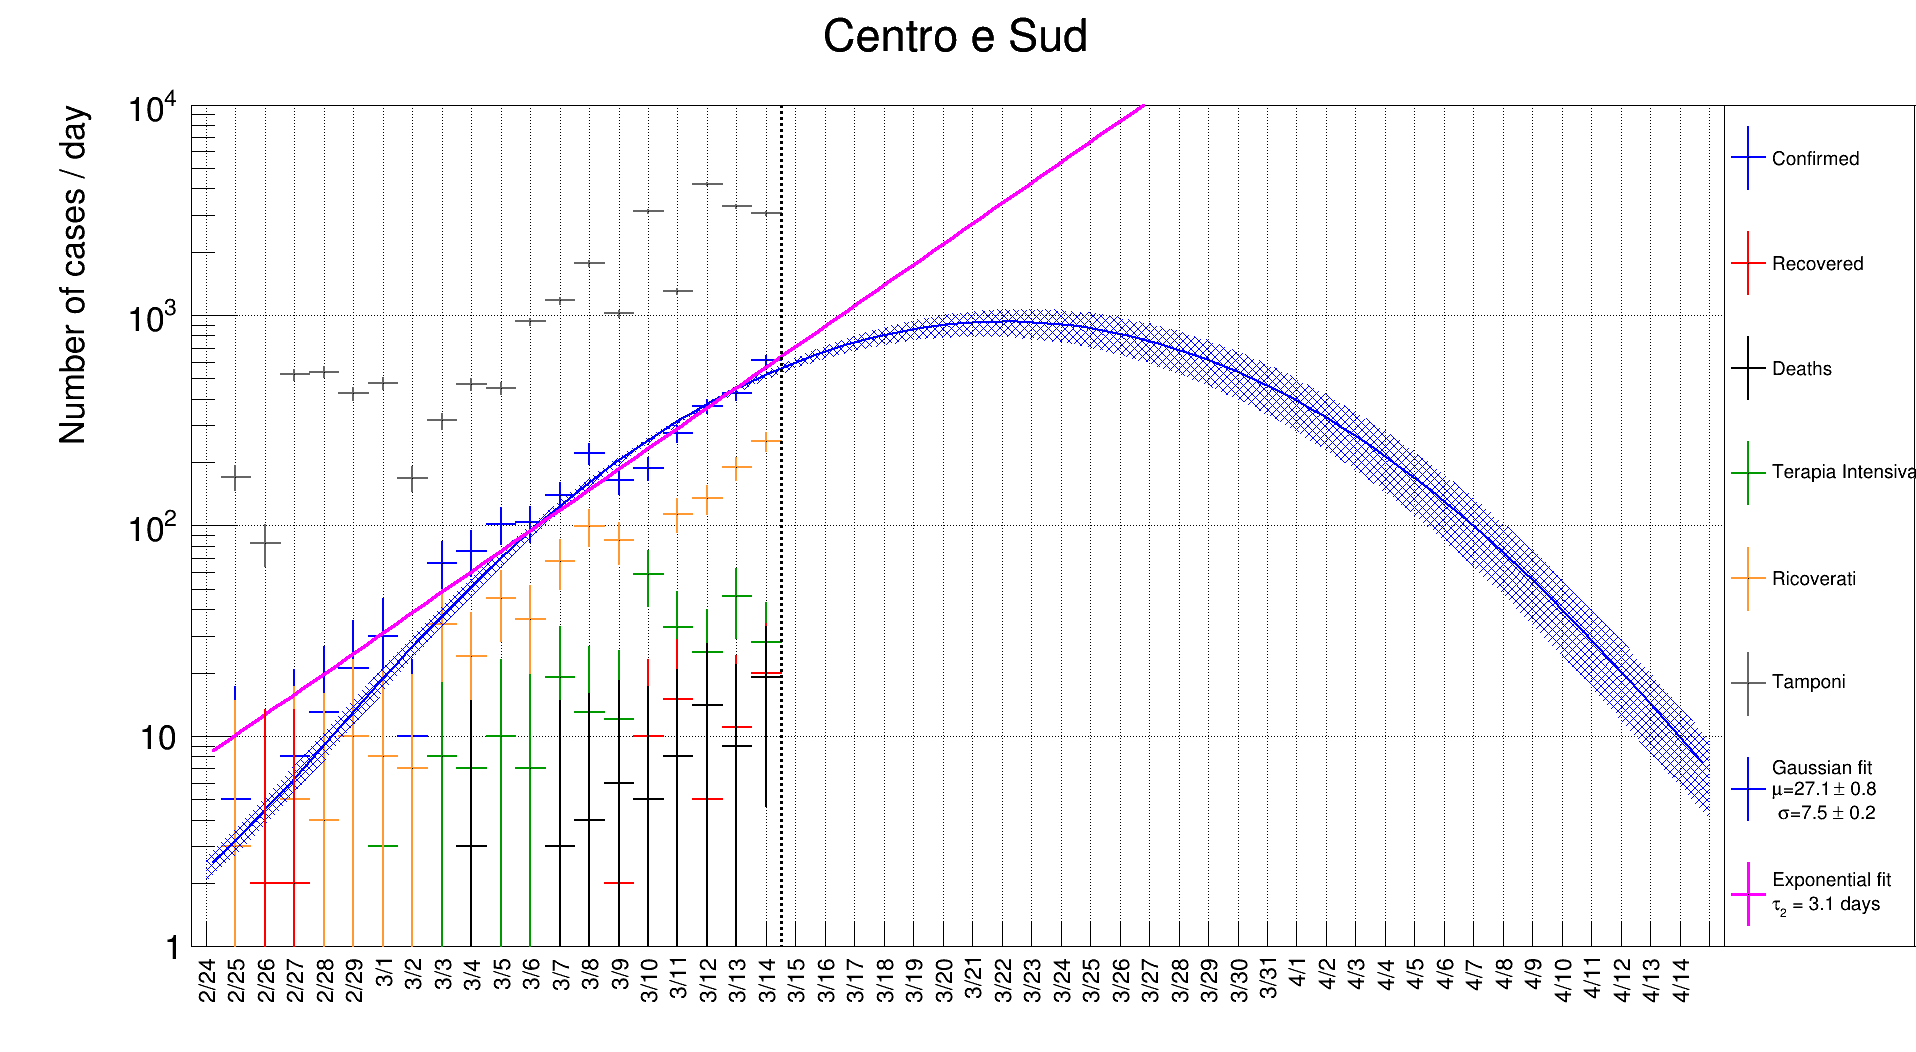 Centro e Sud
Number of cases / day
10⁴
10³
10²
10
1
2/24 2/25 2/26 2/27 2/28 2/29 3/1 3/2 3/3 3/4 3/5 3/6 3/7 3/8 3/9 3/10 3/11 3/12 3/13 3/14 3/15 3/16 3/17 3/18 3/19 3/20 3/21 3/22 3/23 3/24 3/25 3/26 3/27 3/28 3/29 3/30 3/31 4/1 4/2 4/3 4/4 4/5 4/6 4/7 4/8 4/9 4/10 4/11 4/12 4/13 4/14
Confirmed
Recovered
Deaths
Terapia Intensiva
Ricoverati
Tamponi
Gaussian fit
μ=27.1 ± 0.8
σ=7.5 ± 0.2
Exponential fit
τ₂ = 3.1 days